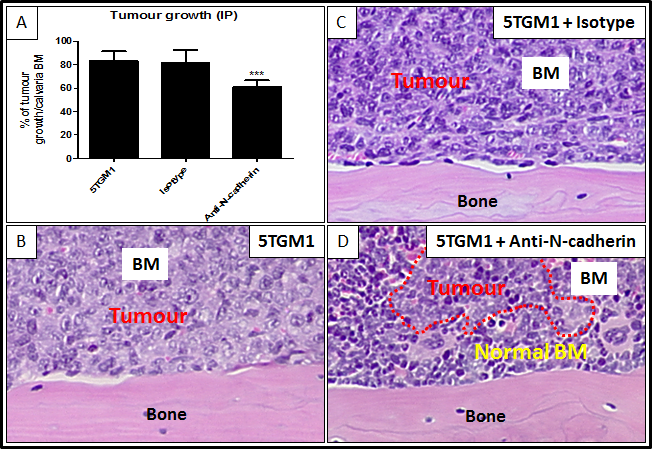 A
Tumour growth (IP)
% of tumour
growth/calvaria BM
100
80
60
40
20
0
***
5TGM1
Isotype
Anti-N-cadherin
B
5TGM1
BM
Tumour
Bone
C
5TGM1 + Isotype
Tumour
BM
Bone
D
5TGM1 + Anti-N-cadherin
BM
Tumour
Normal BM
Bone